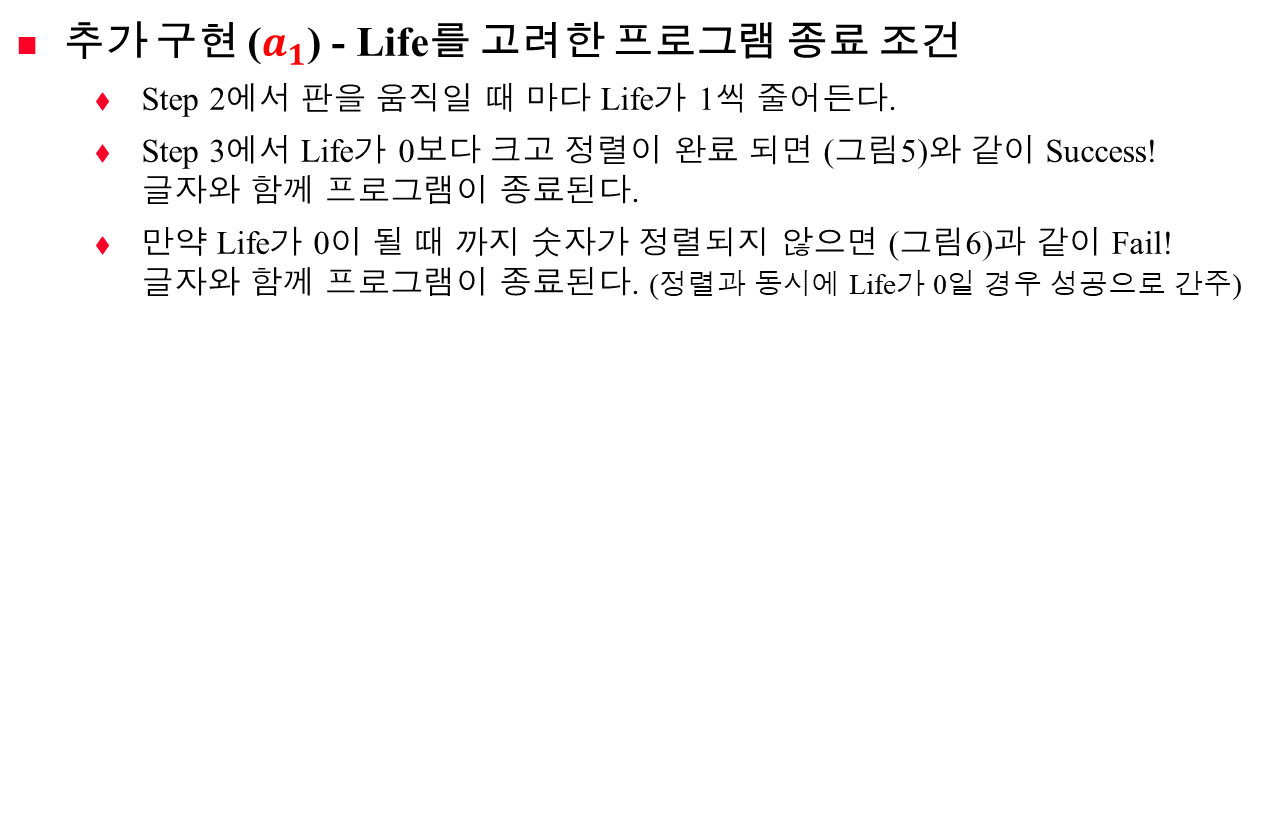 추가 구현 (a₁) - Life를 고려한 프로그램 종료 조건
Step 2에서 판을 움직일 때 마다 Life가 1씩 줄어든다.
Step 3에서 Life가 0보다 크고 정렬이 완료 되면 (그림5)와 같이 Success!
글자와 함께 프로그램이 종료된다.
만약 Life가 0이 될 때 까지 숫자가 정렬되지 않으면 (그림6)과 같이 Fail!
글자와 함께 프로그램이 종료된다. (정렬과 동시에 Life가 0일 경우 성공으로 간주)